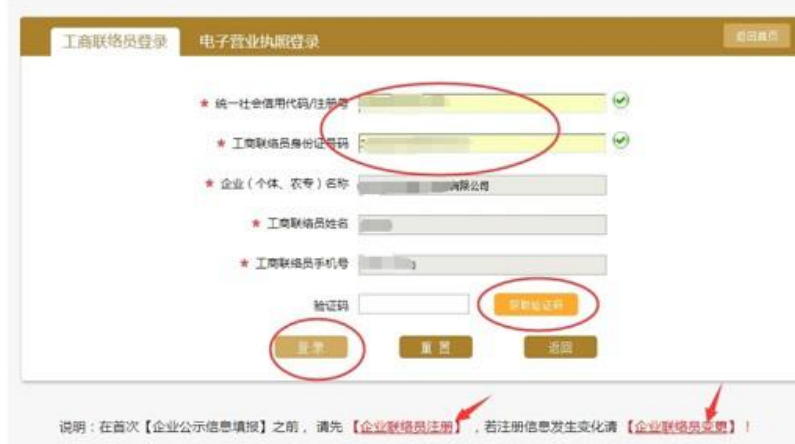 工商联络员登录 电子营业执照登录 返回首页
* 统一社会信用代码/注册号
* 工商联络员身份证号码
* 企业（个体、农专）名称 有限公司
* 工商联络员姓名
* 工商联络员手机号
验证码 获取验证码
登录 重置 返回
说明：在首次【企业公示信息填报】之前，请先【企业联络员注册】，若注册信息发生变化请【企业联络员变更】！